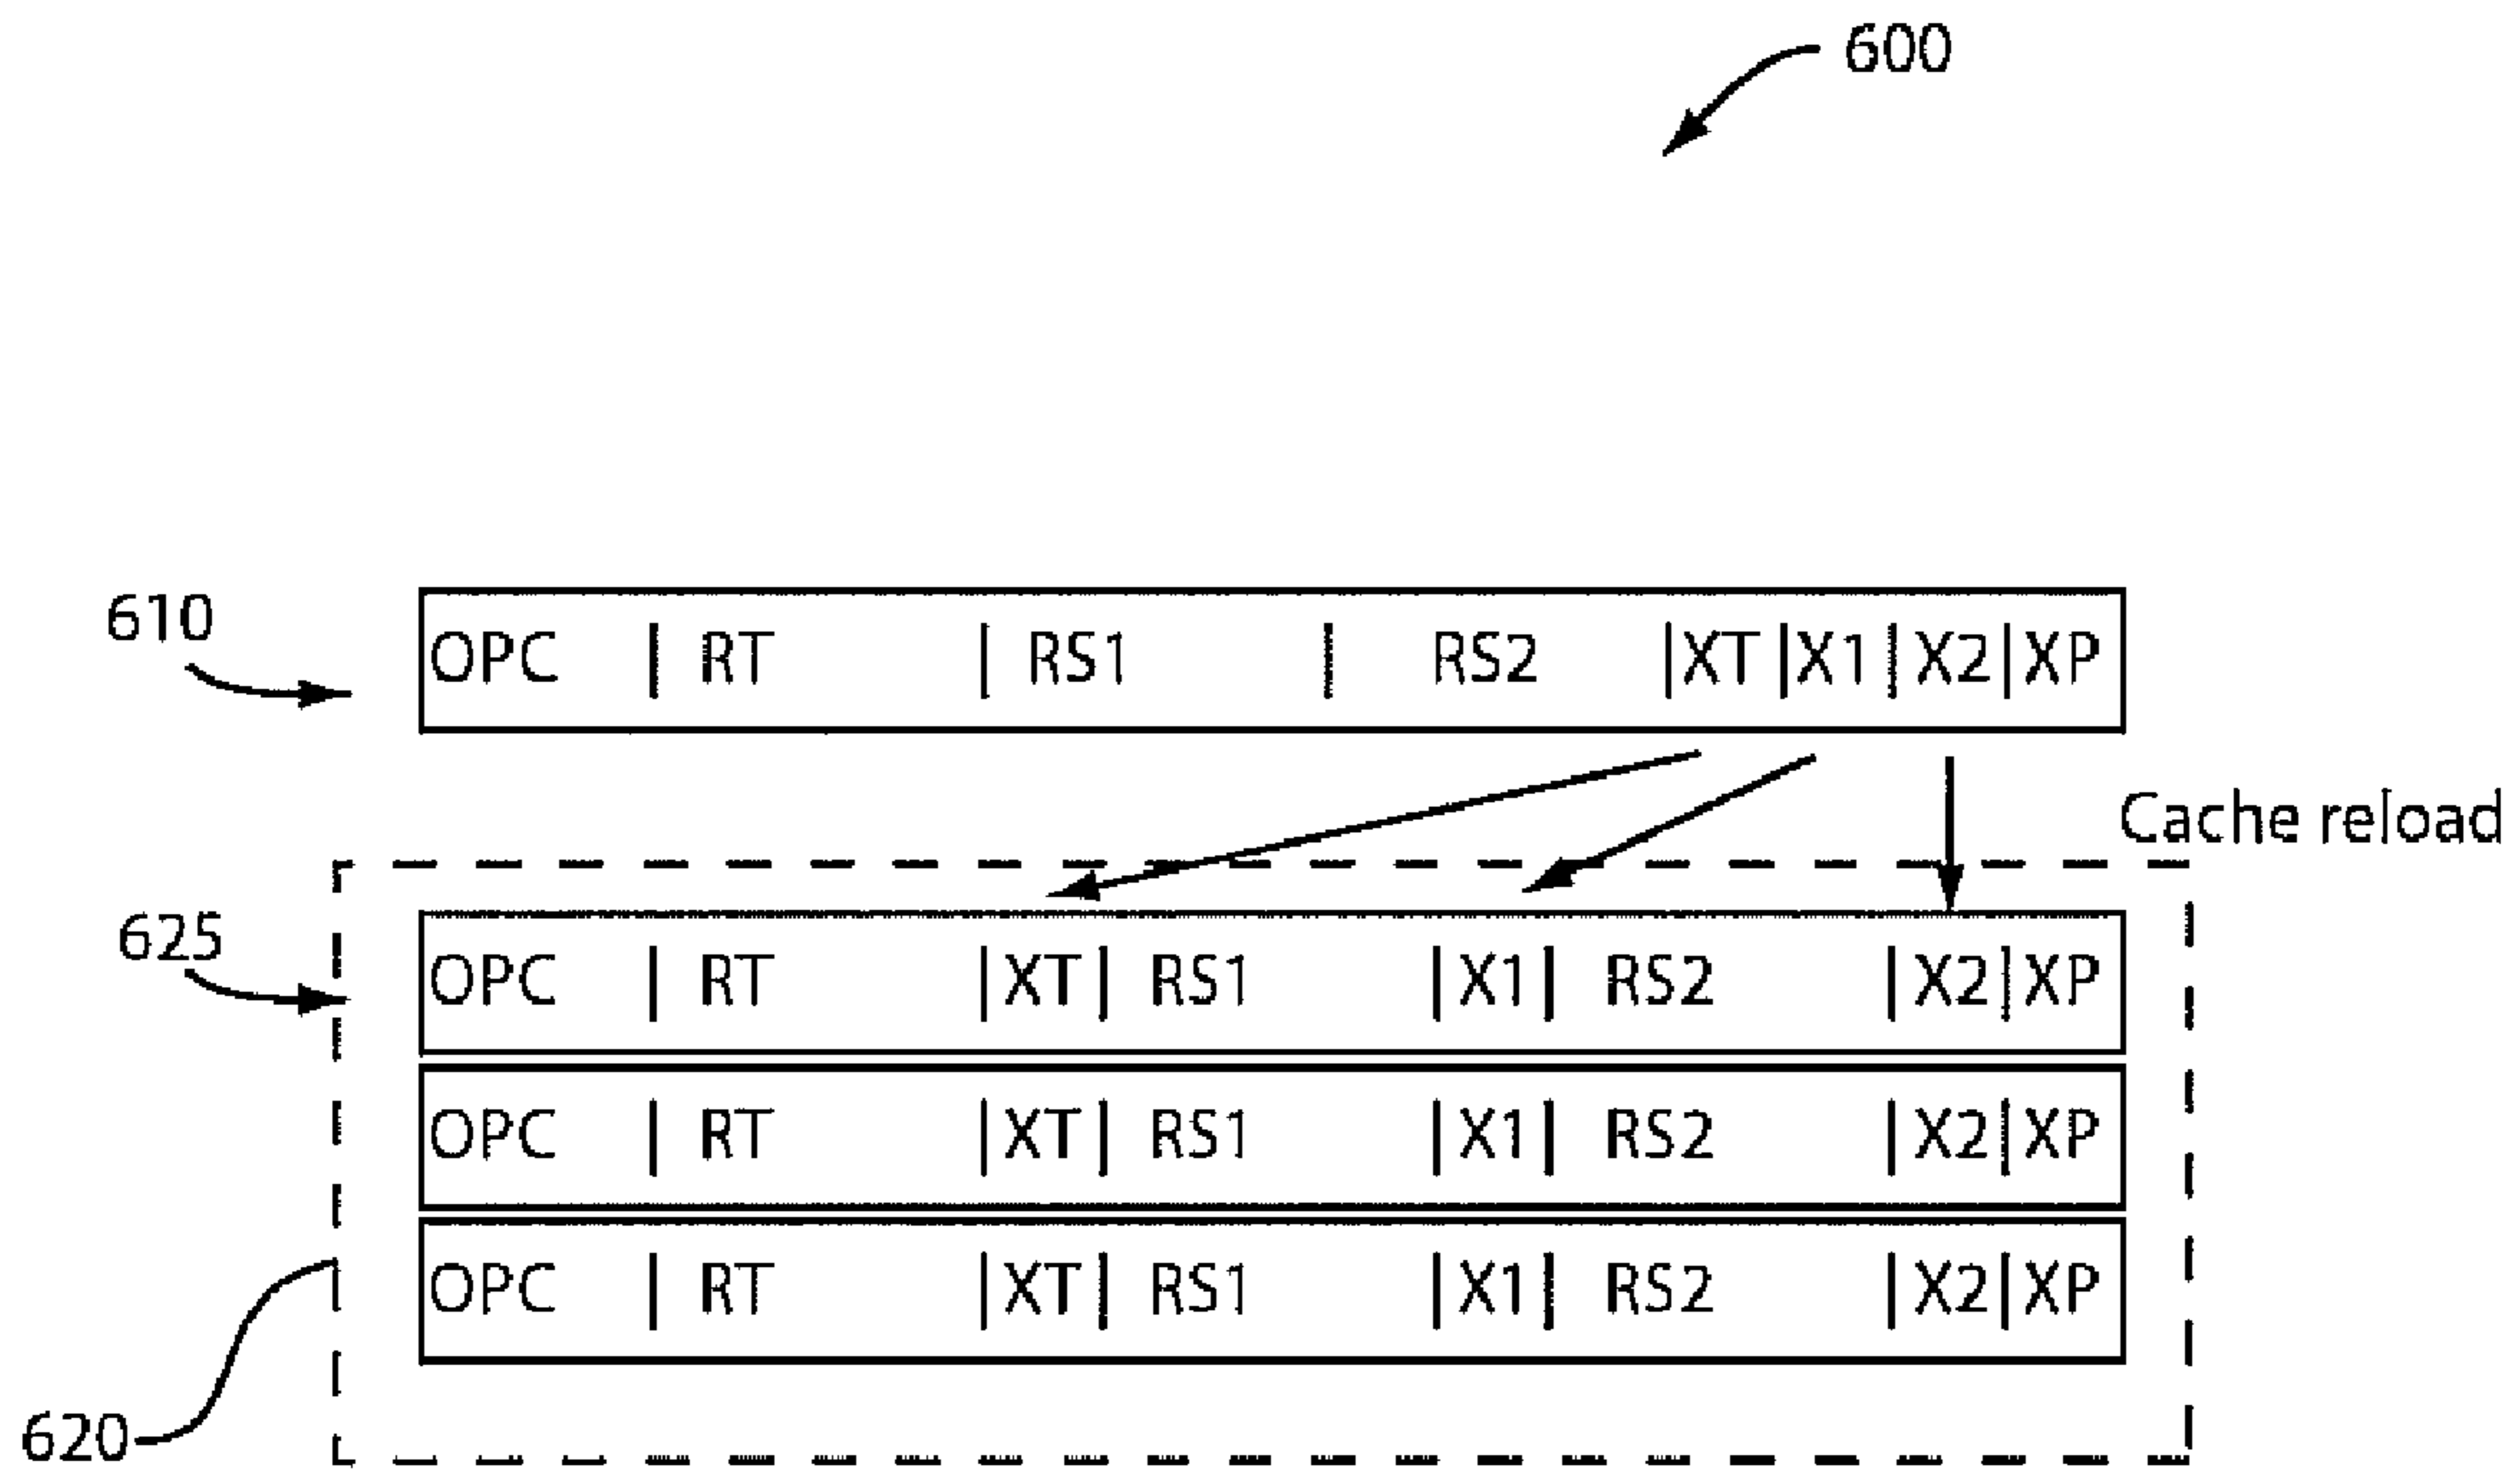 600
610
OPC | RT | RS1 | RS2 |XT|X1|X2|XP
Cache reload
625
OPC | RT |XT| RS1 |X1| RS2 |X2|XP
OPC | RT |XT| RS1 |X1| RS2 |X2|XP
OPC | RT |XT| RS1 |X1| RS2 |X2|XP
620